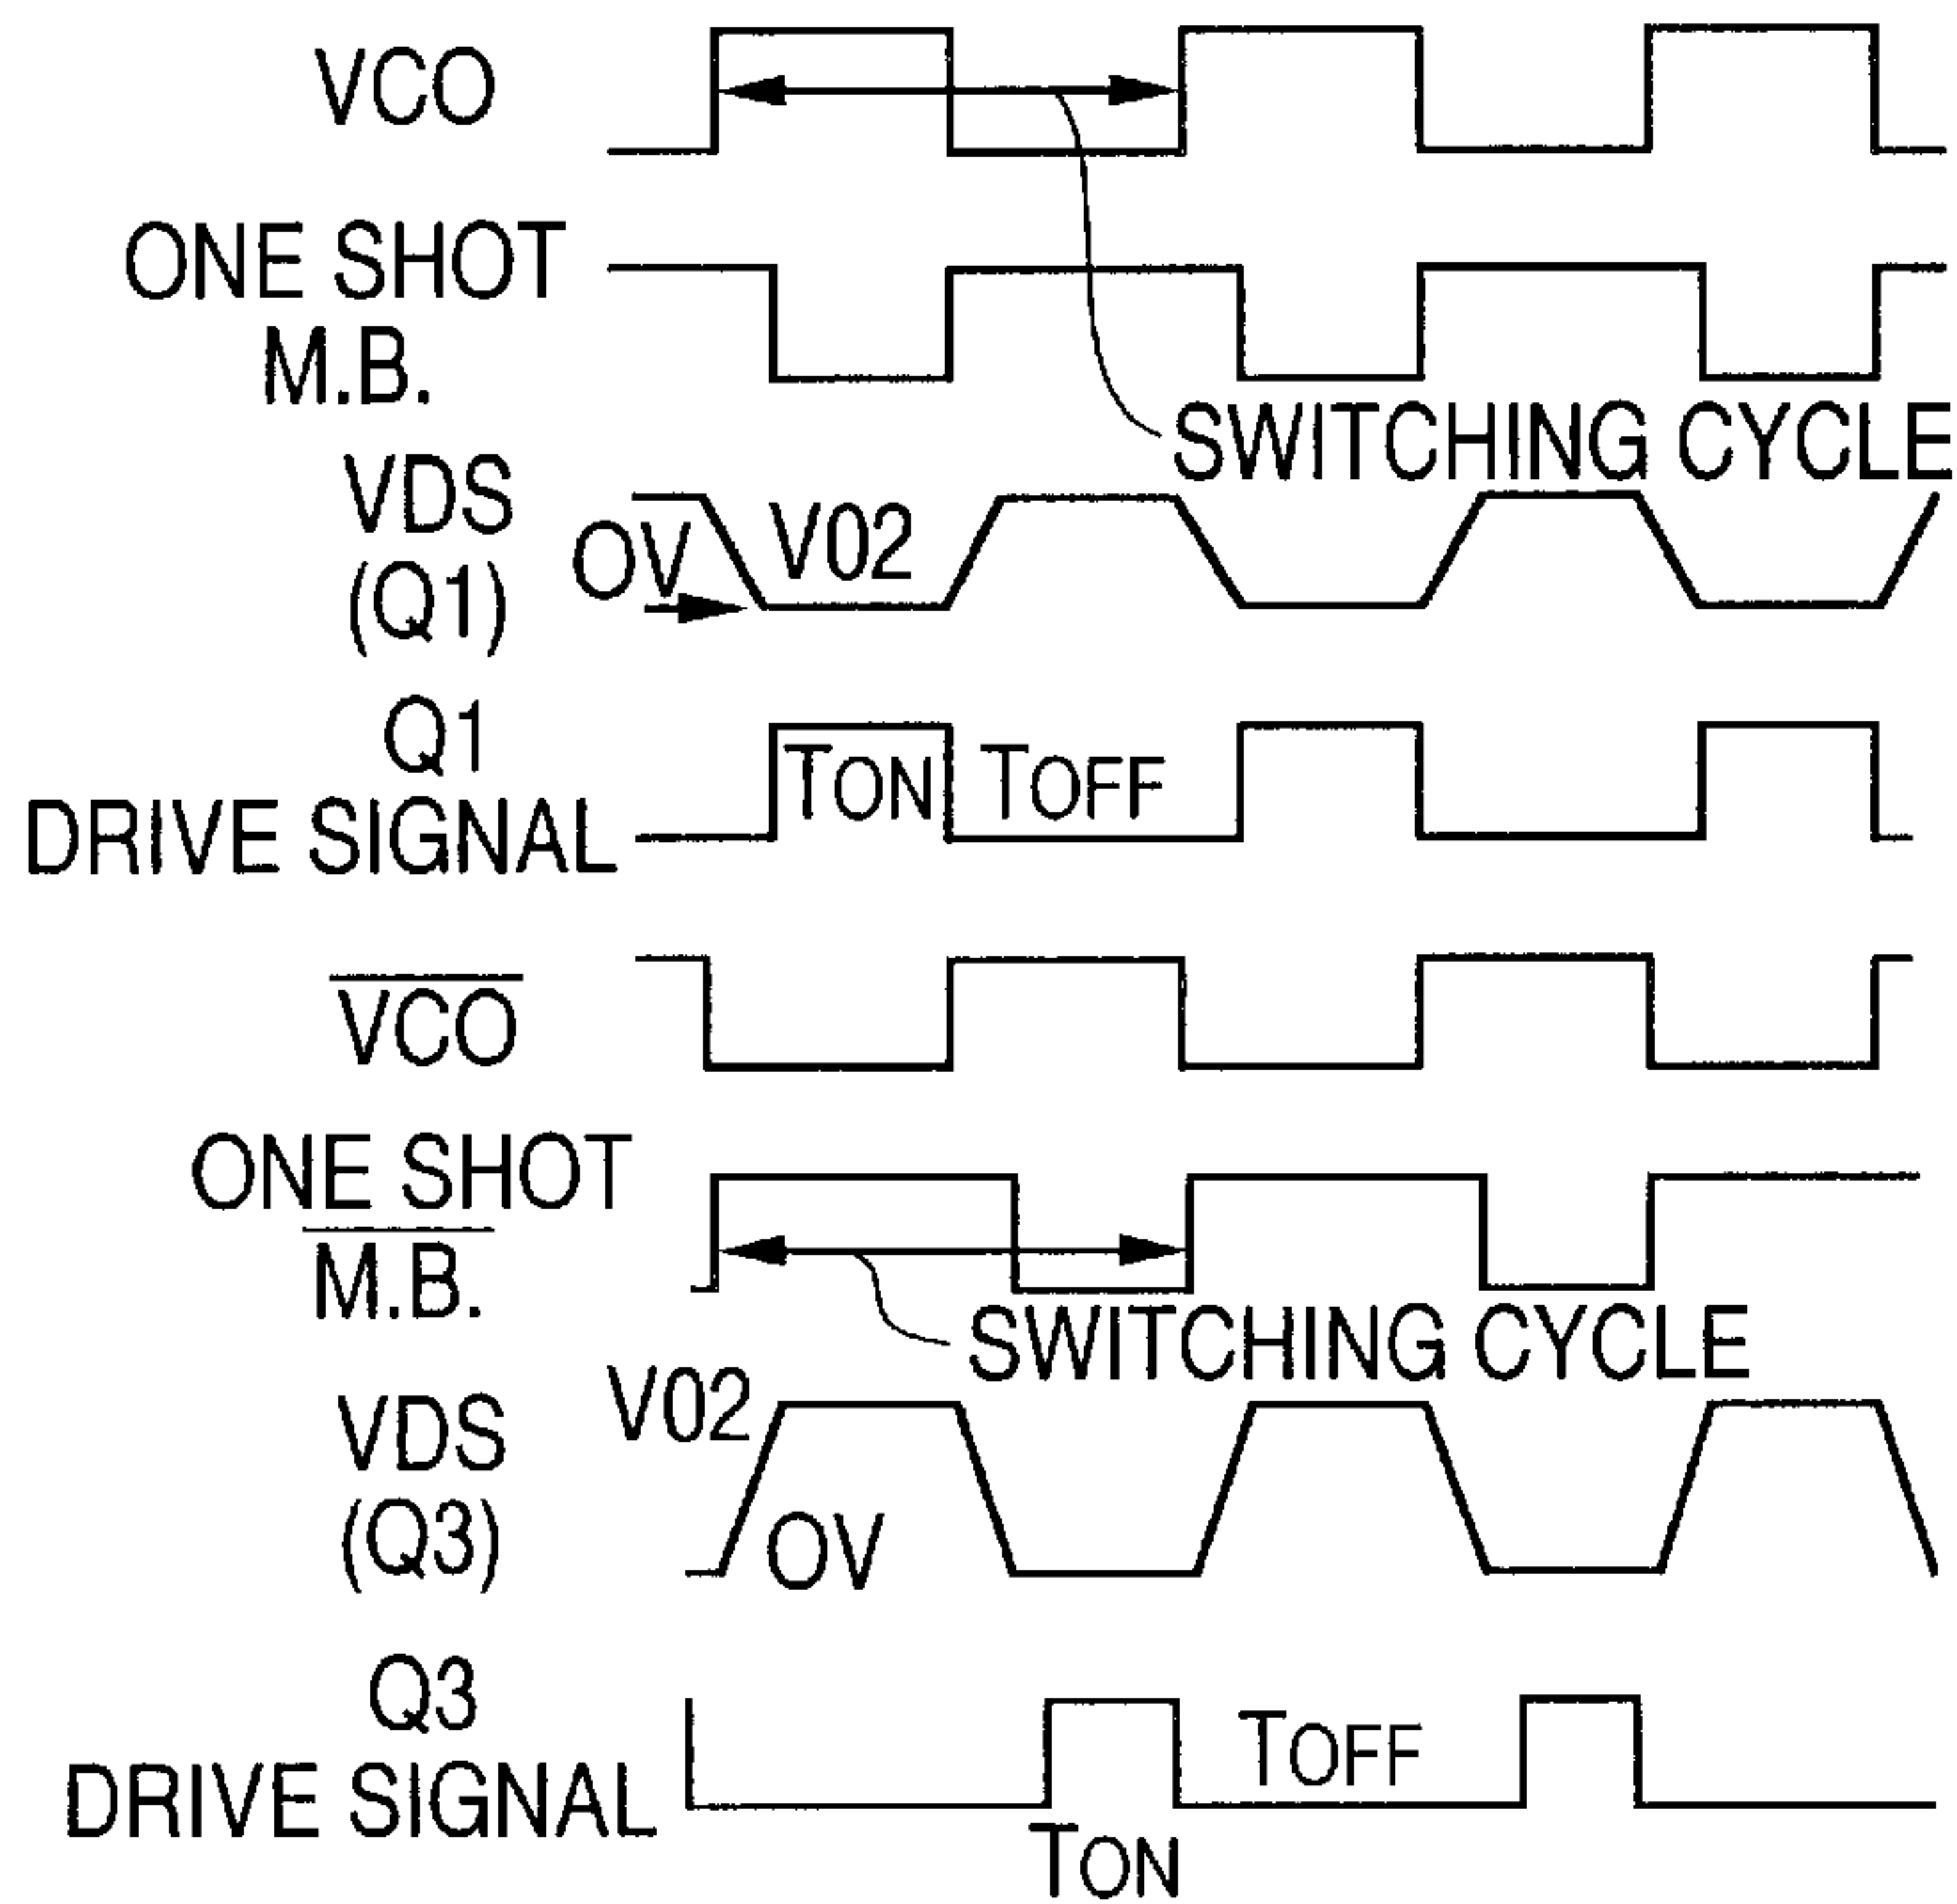 VCO
ONE SHOT
M.B.
SWITCHING CYCLE
VDS
(Q1)
OV
V02
Q1
DRIVE SIGNAL
TON
TOFF
VCO
ONE SHOT
M.B.
SWITCHING CYCLE
VDS
(Q3)
V02
OV
Q3
DRIVE SIGNAL
TOFF
TON